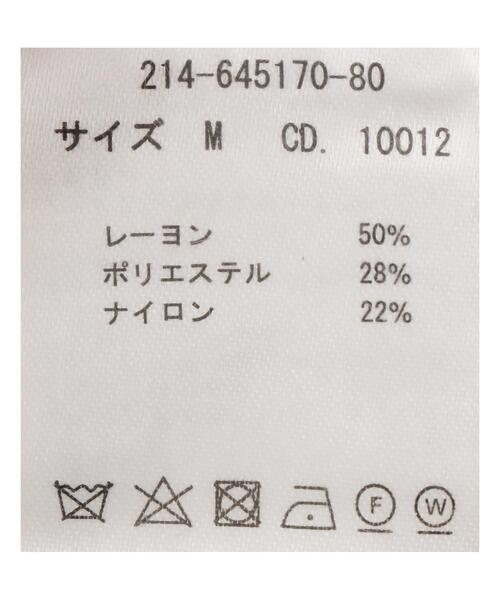 214-645170-80
サイズ M CD. 10012
レーヨン 50%
ポリエステル 28%
ナイロン 22%
F W